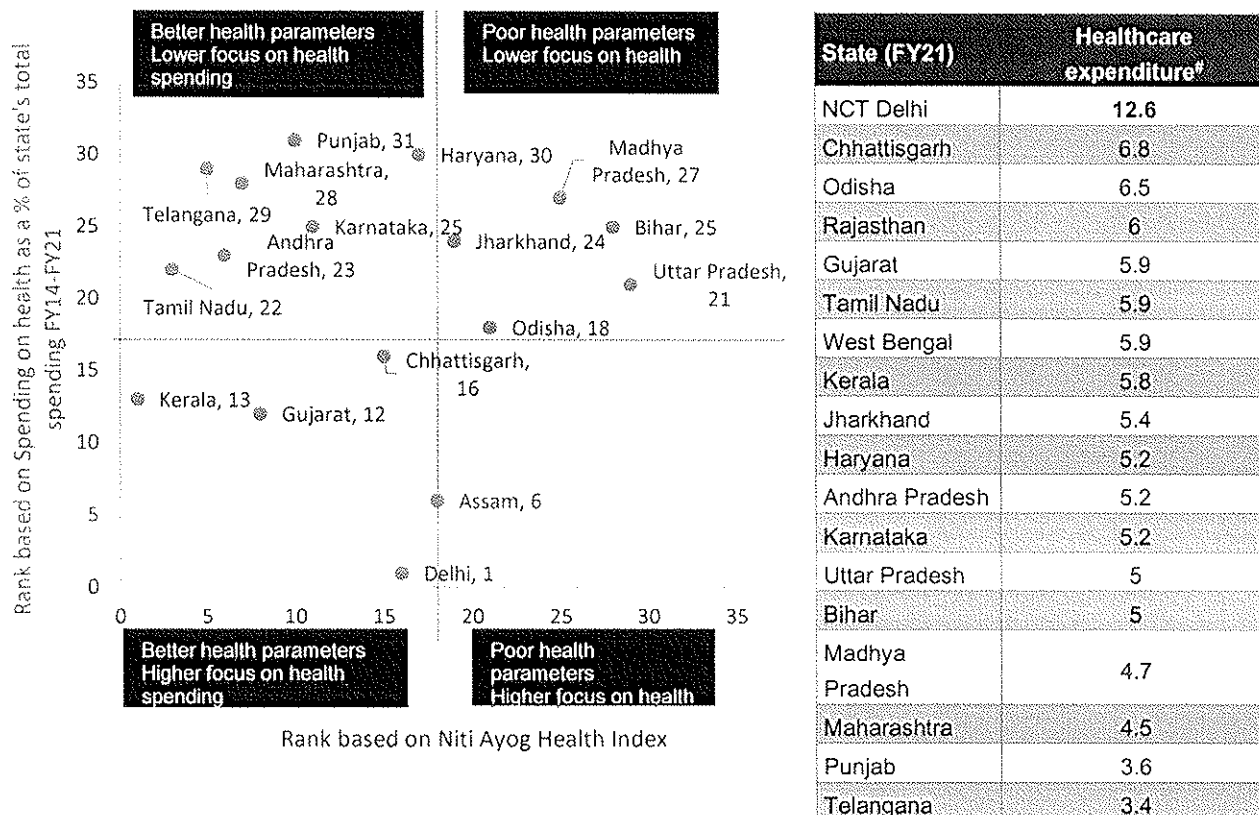 Better health parameters
Lower focus on health
spending
Poor health parameters
Lower focus on health
Rank based on Spending on health as a % of state's total
spending FY14-FY21
35
30
25
20
15
10
5
0
Punjab, 31
Haryana, 30
Madhya
Pradesh, 27
Maharashtra,
28
Telangana, 29
Karnataka, 25
Jharkhand, 24
Bihar, 25
Andhra
Pradesh, 23
Uttar Pradesh,
21
Tamil Nadu, 22
Odisha, 18
Chhattisgarh,
16
Kerala, 13
Gujarat, 12
Assam, 6
Delhi, 1
0 5 10 15 20 25 30 35
Better health parameters
Higher focus on health
spending
Poor health
parameters
Higher focus on health
Rank based on Niti Ayog Health Index
State (FY21) Healthcare
expenditure#
NCT Delhi 12.6
Chhattisgarh 6.8
Odisha 6.5
Rajasthan 6
Gujarat 5.9
Tamil Nadu 5.9
West Bengal 5.9
Kerala 5.8
Jharkhand 5.4
Haryana 5.2
Andhra Pradesh 5.2
Karnataka 5.2
Uttar Pradesh 5
Bihar 5
Madhya
Pradesh 4.7
Maharashtra 4.5
Punjab 3.6
Telangana 3.4